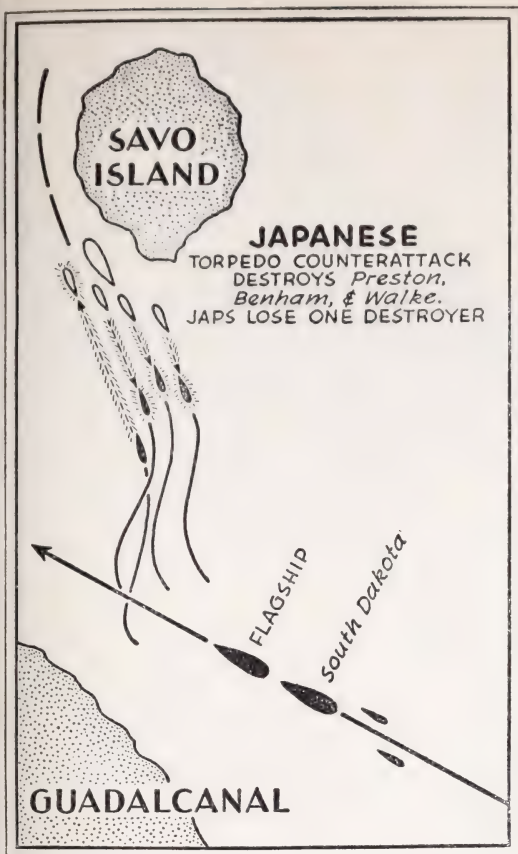 SAVO
ISLAND
JAPANESE
TORPEDO COUNTERATTACK
DESTROYS Preston,
Benham, & Walke.
JAPS LOSE ONE DESTROYER
FLAGSHIP
South Dakota
GUADALCANAL